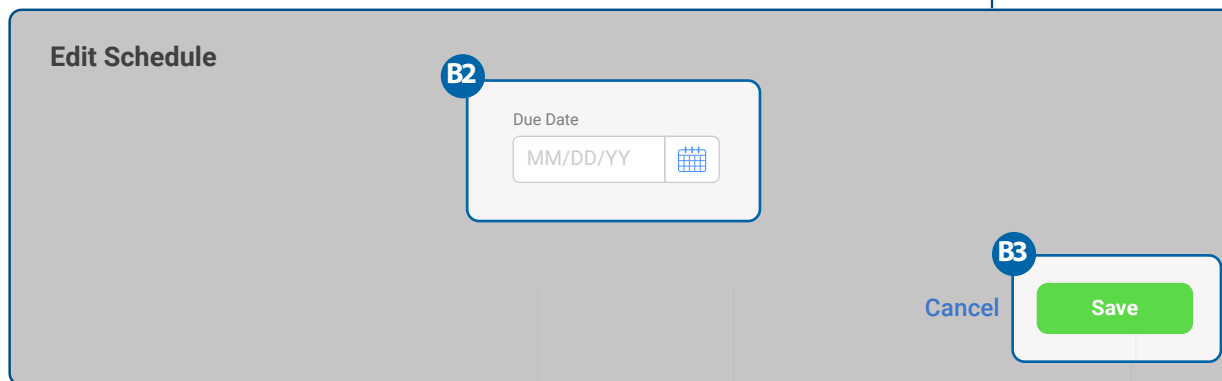 Edit Schedule
B2
Due Date
MM/DD/YY
B3
Cancel
Save